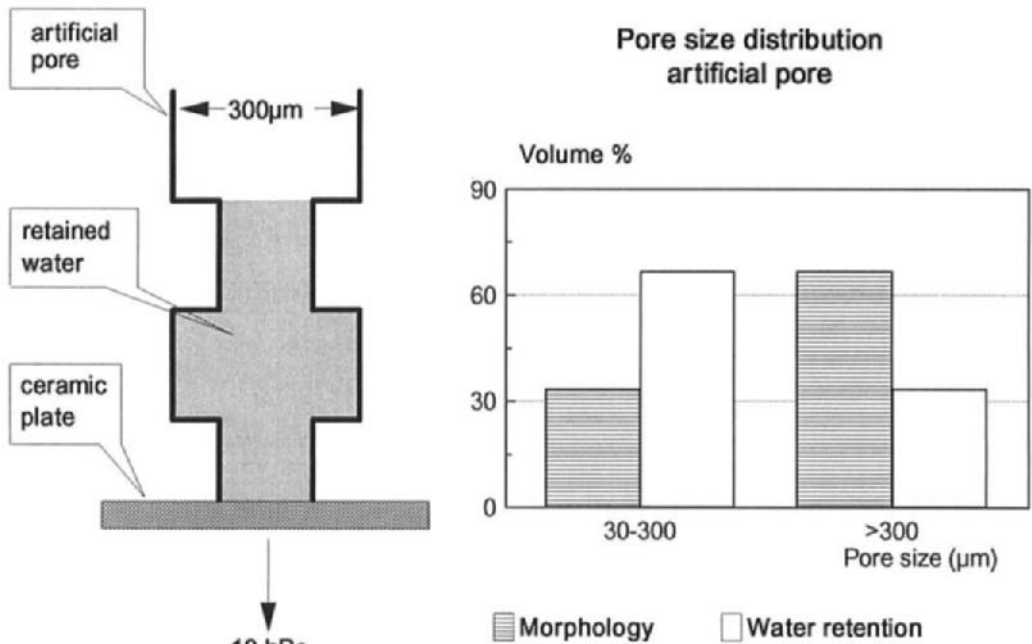 artificial
pore
300µm
retained
water
ceramic
plate
Pore size distribution
artificial pore
Volume %
90
60
30
0
30-300
>300
Pore size (µm)
Morphology
Water retention